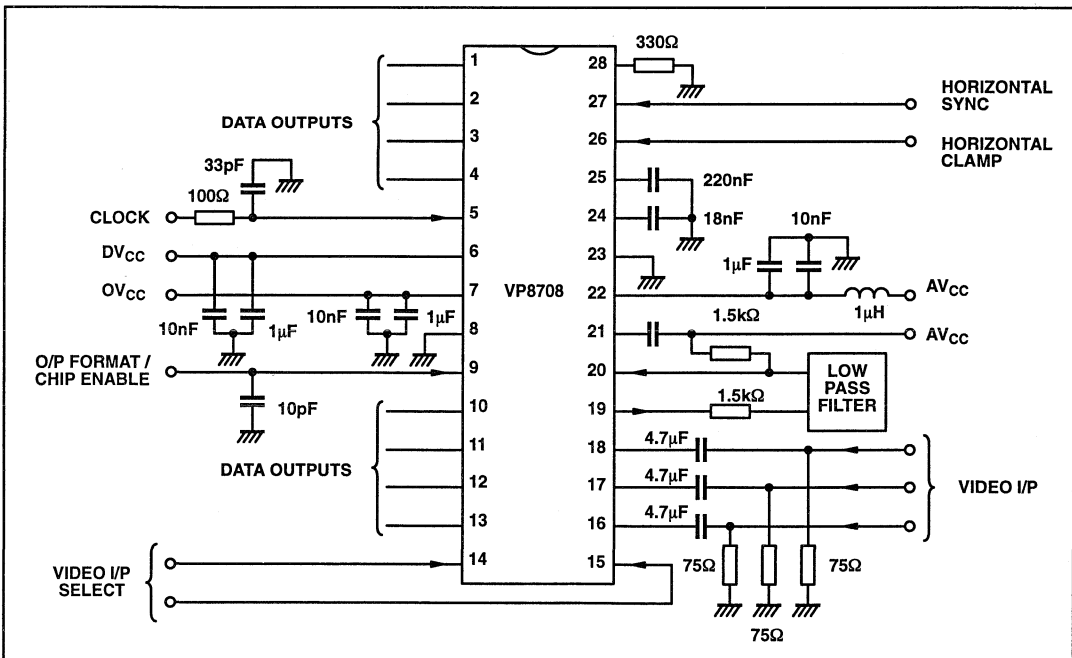 330Ω
1
28
2
27
HORIZONTAL
SYNC
DATA OUTPUTS
3
26
HORIZONTAL
CLAMP
33pF
4
25
220nF
100Ω
CLOCK
5
24
18nF
10nF
DVCC
6
23
1μF
OVCC
7
VP8708
22
AVCC
1μH
10nF
1μF
10nF
1μF
8
21
1.5kΩ
AVCC
O/P FORMAT /
CHIP ENABLE
9
20
LOW
PASS
FILTER
10pF
10
19
1.5kΩ
11
18
4.7μF
DATA OUTPUTS
12
17
4.7μF
VIDEO I/P
13
16
4.7μF
VIDEO I/P
SELECT
14
15
75Ω
75Ω
75Ω